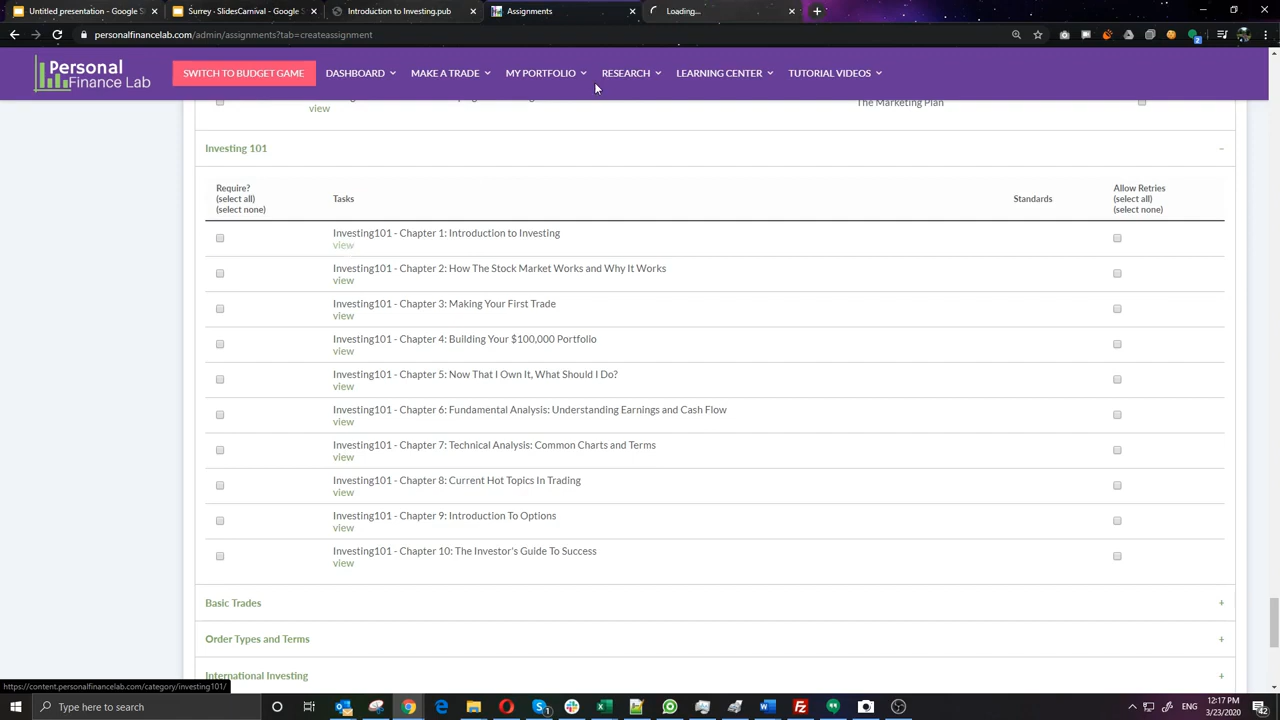 Untitled presentation - Goo
Switch to Budget Game S
Introduction to Investing
Assignments
Loading...
personalfinancelab.com/admin/assignments?tab=createassignment
Personal
Finance Lab
SWITCH TO BUDGET GAME
DASHBOARD
MAKE A TRADE
MY PORTFOLIO
RESEARCH
LEARNING CENTER
TUTORIAL VIDEOS
view
The Marketing Plan
Investing 101
Require?
(select all)
(select none)
Tasks
Standards
Allow Retries
(select all)
(select none)
Investing101 - Chapter 1: Introduction to Investing
view
Investing101 - Chapter 2: How The Stock Market Works and Why It Works
view
Investing101 - Chapter 3: Making Your First Trade
view
Investing101 - Chapter 4: Building Your $100,000 Portfolio
view
Investing101 - Chapter 5: Now That I Own It, What Should I Do?
view
Investing101 - Chapter 6: Fundamental Analysis: Understanding Earnings and Cash Flow
view
Investing101 - Chapter 7: Technical Analysis: Common Charts and Terms
view
Investing101 - Chapter 8: Current Hot Topics In Trading
view
Investing101 - Chapter 9: Introduction To Options
view
Investing101 - Chapter 10: The Investor's Guide To Success
view
Basic Trades
Order Types and Terms
International Investing
https://content.personalfinancelab.com/category/investing101/
Type here to search
ENG
12:17 PM
3/23/2020